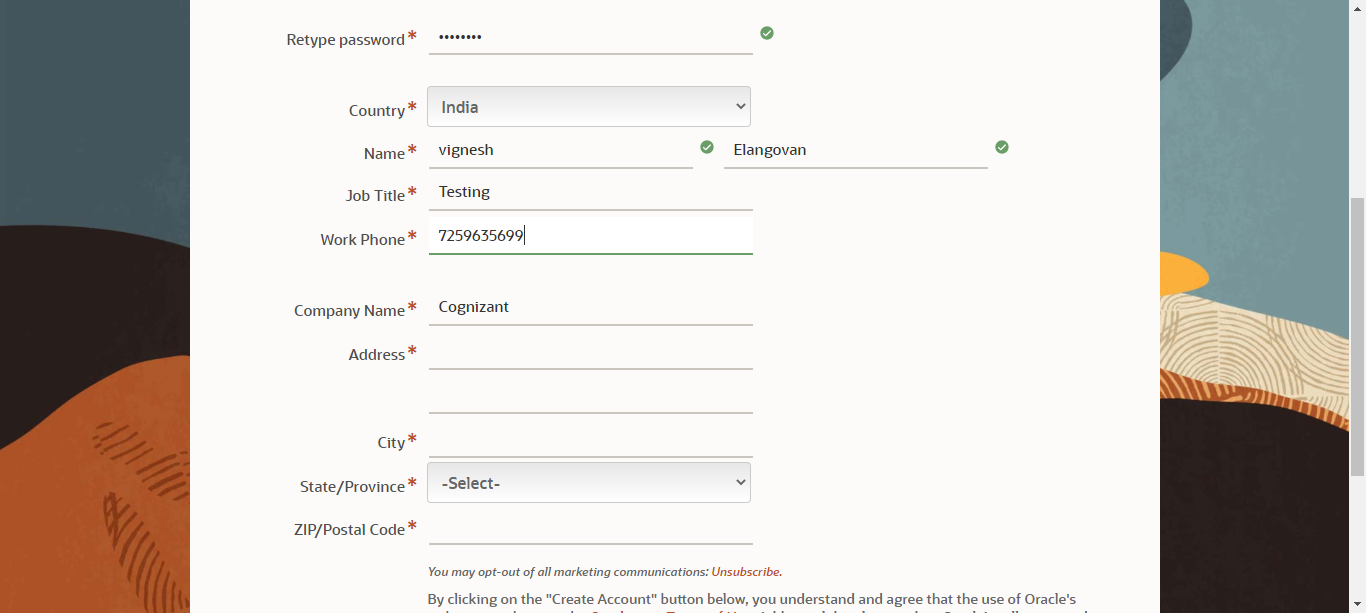 Retype password* ••••••••
Country* India
Name* vignesh Elangovan
Job Title* Testing
Work Phone* 7259635699
Company Name* Cognizant
Address*
City*
State/Province* -Select-
ZIP/Postal Code*
You may opt-out of all marketing communications: Unsubscribe.
By clicking on the "Create Account" button below, you understand and agree that the use of Oracle's